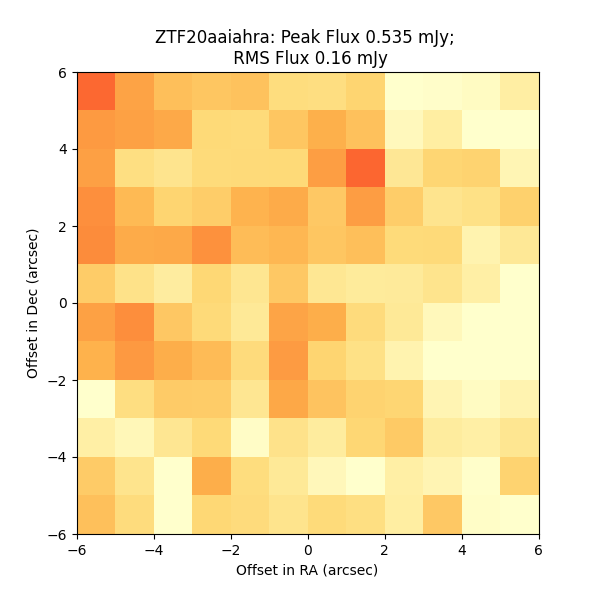 ZTF20aaiahra: Peak Flux 0.535 mJy;
RMS Flux 0.16 mJy
6
4
2
0
−2
−4
−6
Offset in Dec (arcsec)
−6 −4 −2 0 2 4 6
Offset in RA (arcsec)